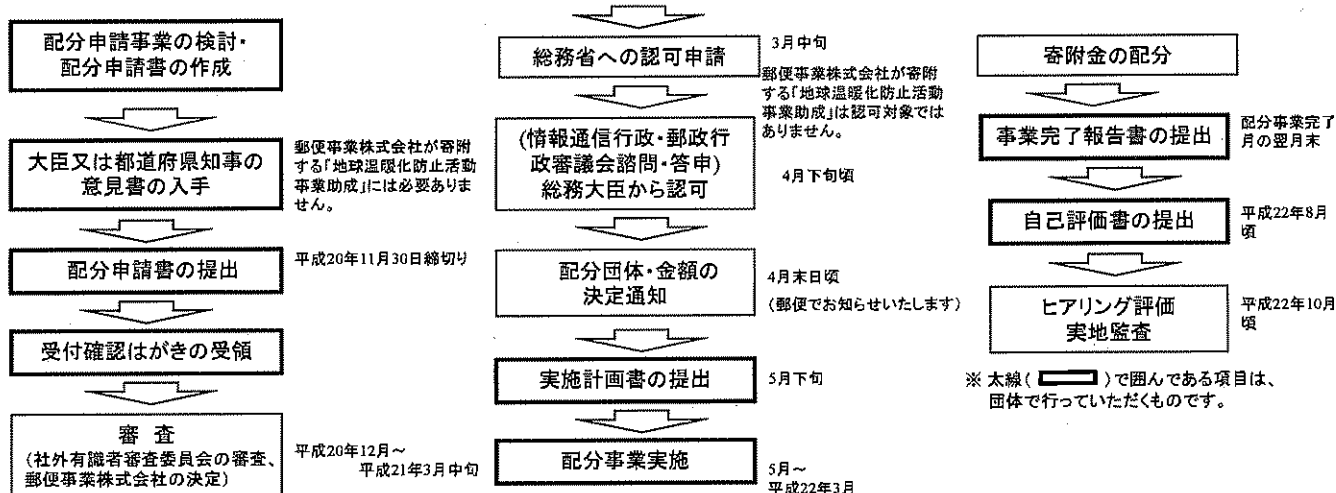 配分申請事業の検討・
配分申請書の作成
大臣又は都道府県知事の
意見書の入手
郵便事業株式会社が寄附
する「地球温暖化防止活動
事業助成」には必要ありま
せん。
配分申請書の提出
平成20年11月30日締切り
受付確認はがきの受領
審 査
(社外有識者審査委員会の審査、
郵便事業株式会社の決定)
平成20年12月～
平成21年3月中旬
総務省への認可申請
3月中旬
郵便事業株式会社が寄附
する「地球温暖化防止活動
事業助成」は認可対象では
ありません。
(情報通信行政・郵政行
政審議会諮問・答申)
総務大臣から認可
4月下旬頃
配分団体・金額の
決定通知
4月末日頃
(郵便でお知らせいたします)
実施計画書の提出
5月下旬
配分事業実施
5月～
平成22年3月
寄附金の配分
事業完了報告書の提出
配分事業完了
月の翌月末
自己評価書の提出
平成22年8月
頃
ヒアリング評価
実地監査
平成22年10月
頃
※ 太線( )で囲んである項目は、
団体で行っていただくものです。